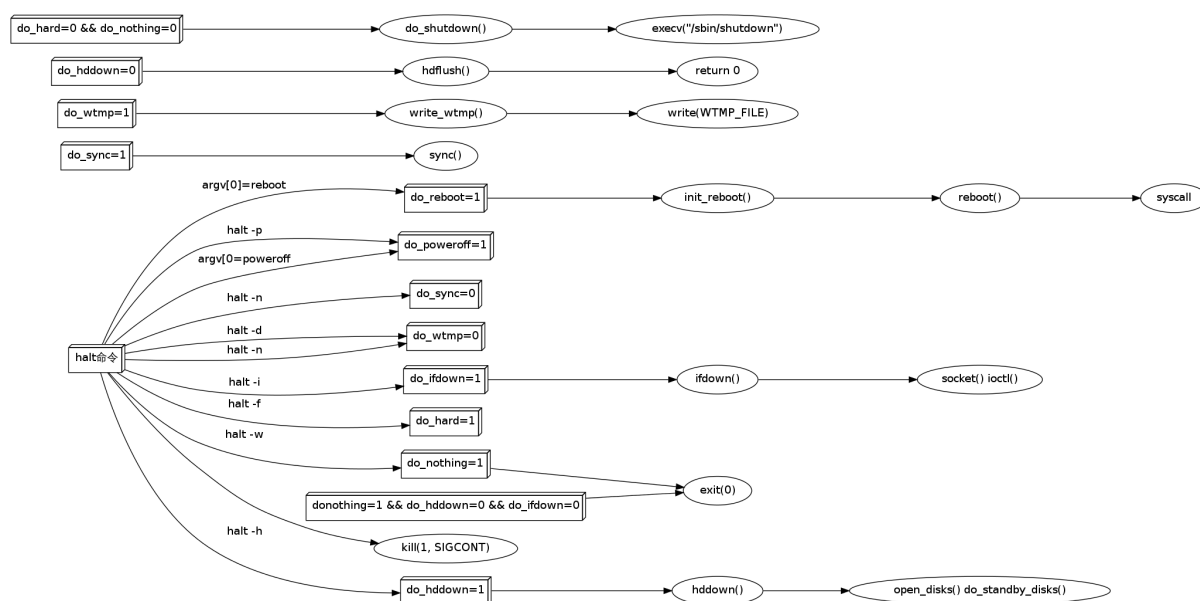 do_hard=0 && do_nothing=0
do_shutdown()
execv("/sbin/shutdown")
do_hddown=0
hdflush()
return 0
do_wtmp=1
write_wtmp()
write(WTMP_FILE)
do_sync=1
sync()
argv[0]=reboot
do_reboot=1
init_reboot()
reboot()
syscall
halt -p
do_poweroff=1
argv[0=poweroff
halt -n
do_sync=0
halt -d
do_wtmp=0
halt -n
halt命令
halt -i
do_ifdown=1
ifdown()
socket() ioctl()
halt -f
do_hard=1
halt -w
do_nothing=1
exit(0)
donothing=1 && do_hddown=0 && do_ifdown=0
halt -h
kill(1, SIGCONT)
do_hddown=1
hddown()
open_disks() do_standby_disks()